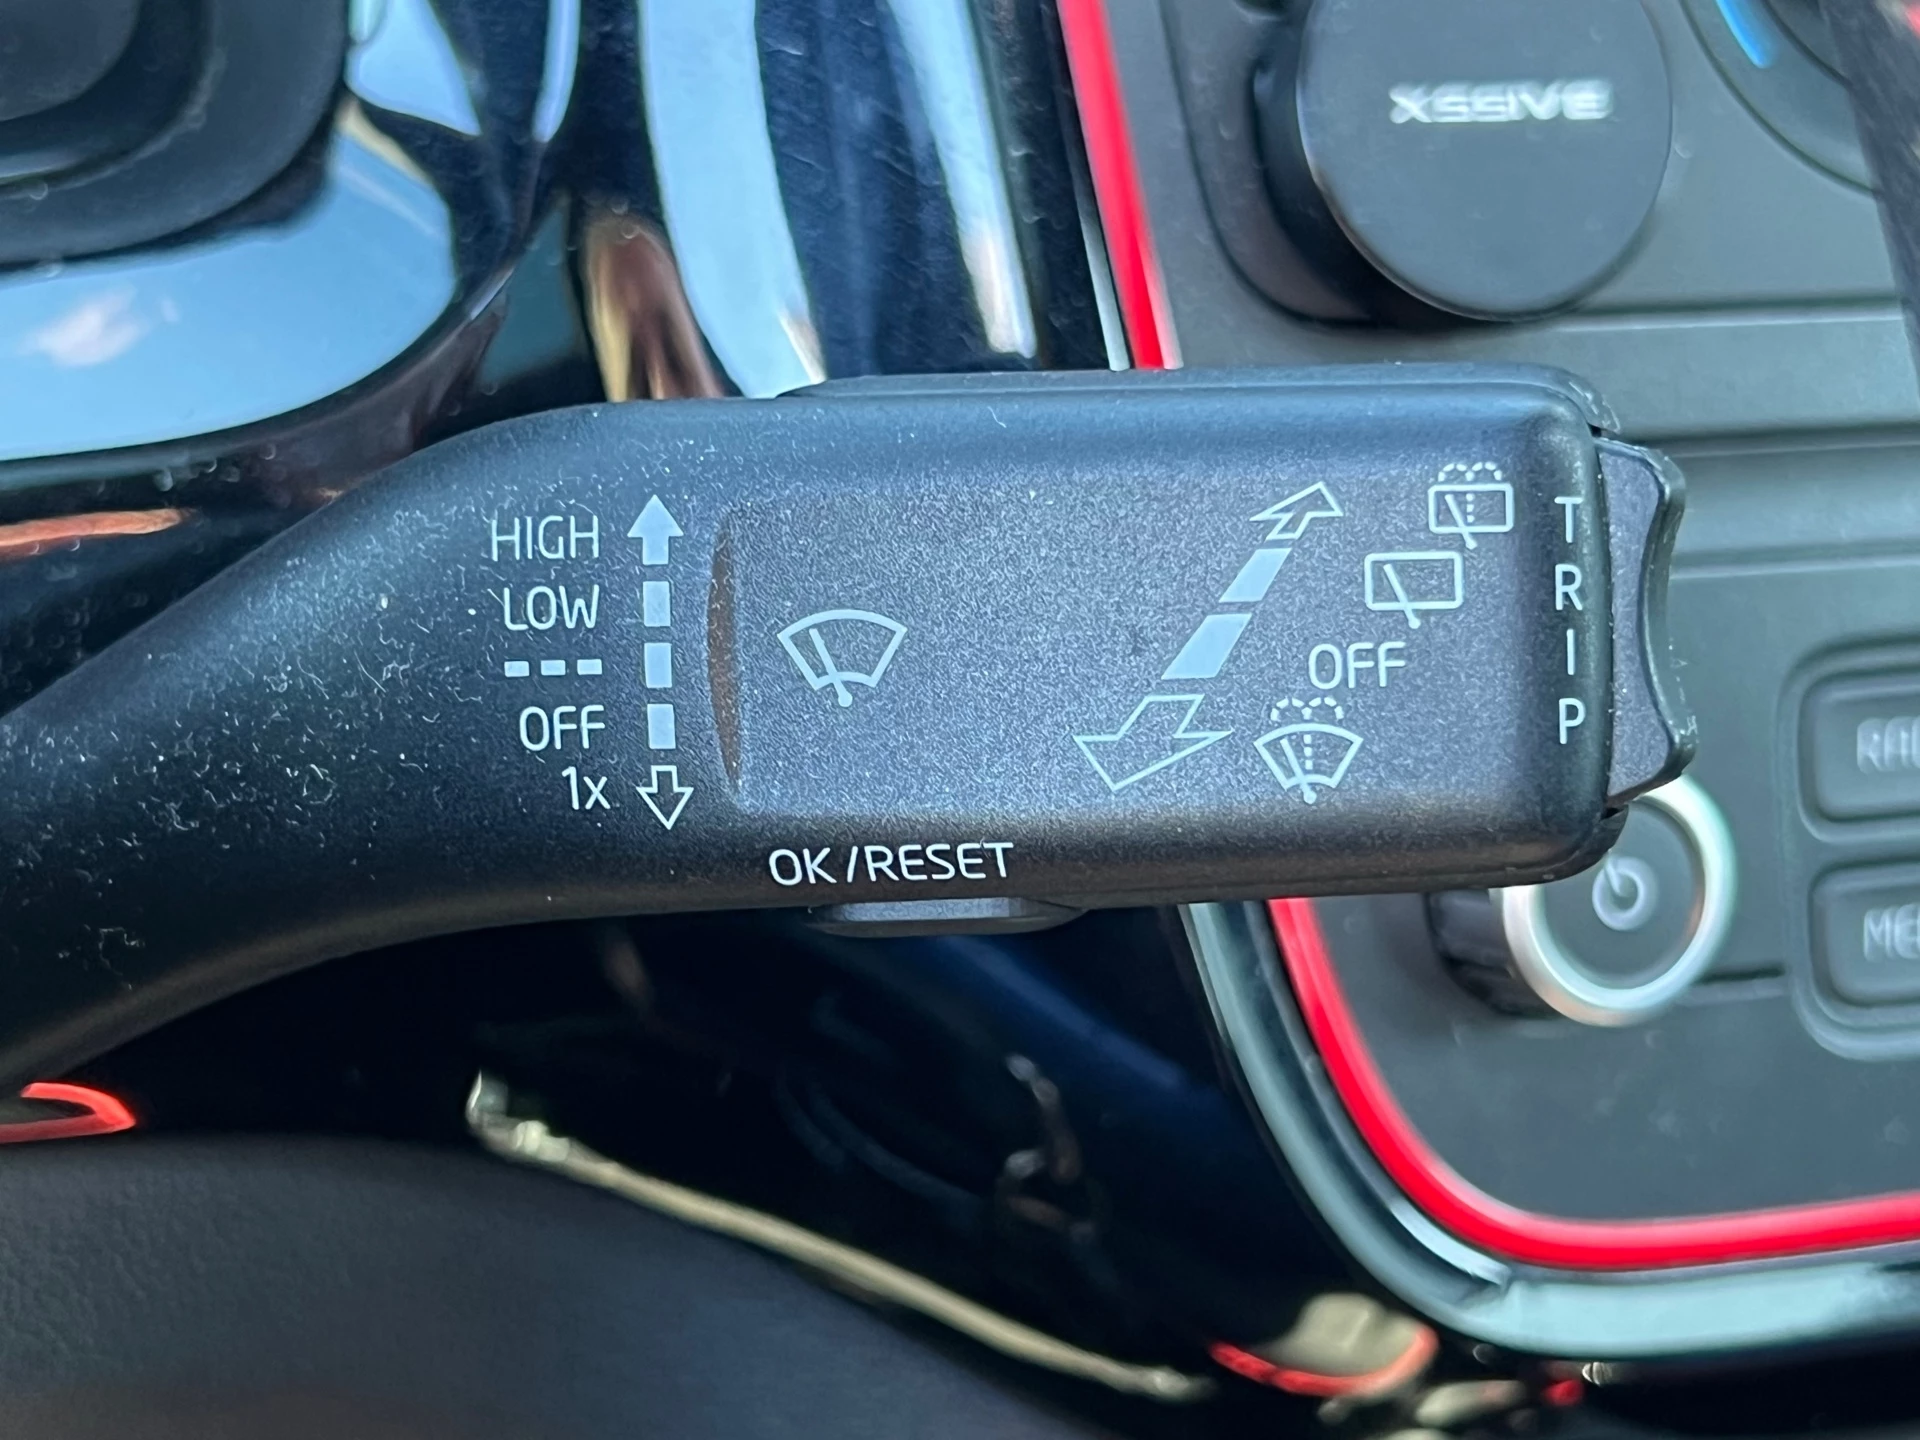 XSSIVE
HIGH
LOW
---
OFF
1x
OFF
TRIP
OK/RESET